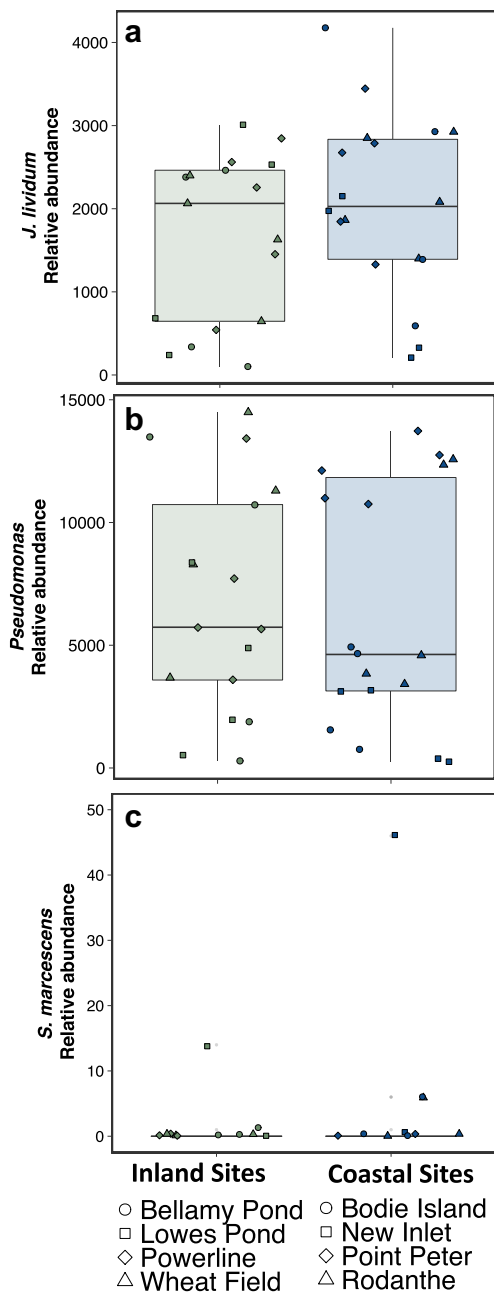 a
4000
3000
2000
1000
0
J. lividum
Relative abundance
b
15000
10000
5000
0
Pseudomonas
Relative abundance
c
50
40
30
20
10
0
S. marcescens
Relative abundance
Inland Sites
Coastal Sites
Bellamy Pond
Lowes Pond
Powerline
Wheat Field
Bodie Island
New Inlet
Point Peter
Rodanthe